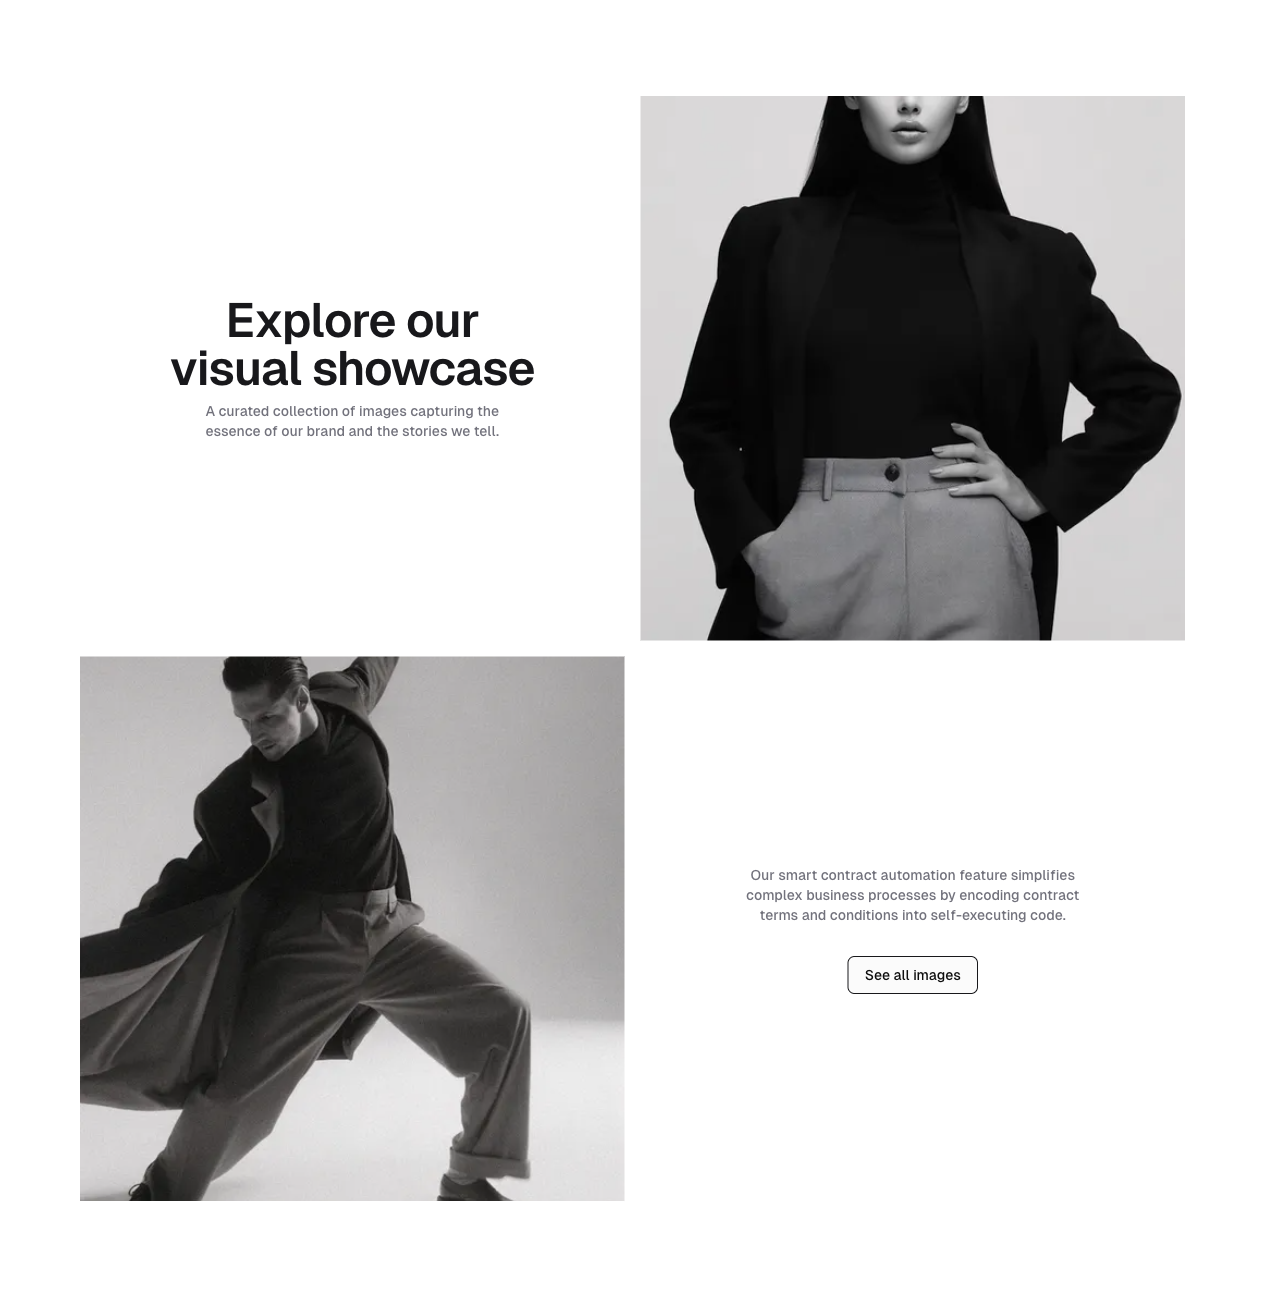 Explore our
visual showcase
A curated collection of images capturing the
essence of our brand and the stories we tell.
Our smart contract automation feature simplifies
complex business processes by encoding contract
terms and conditions into self-executing code.
See all images